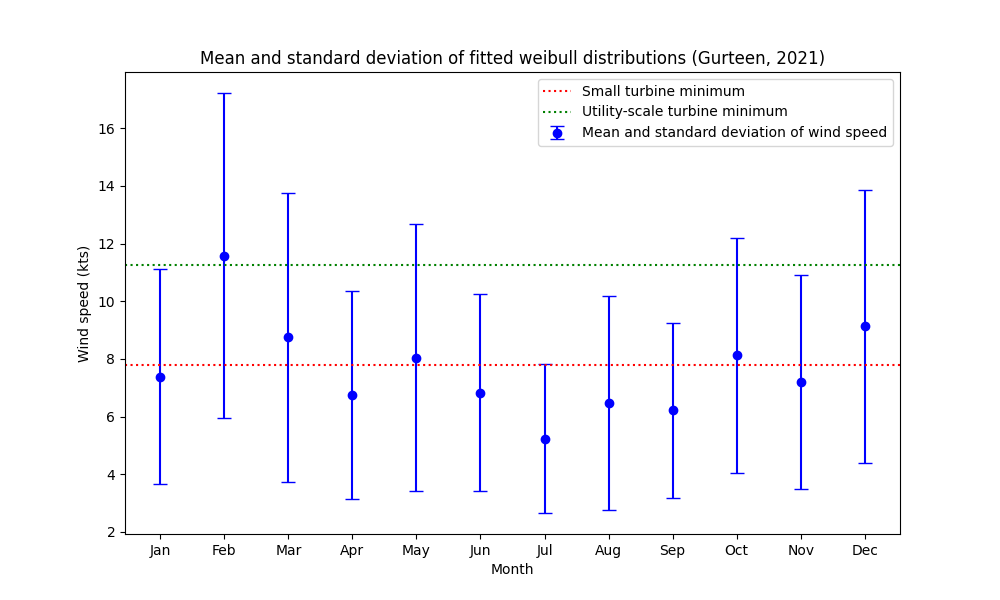 Mean and standard deviation of fitted weibull distributions (Gurteen, 2021)
Small turbine minimum
Utility-scale turbine minimum
Mean and standard deviation of wind speed
Wind speed (kts)
16
14
12
10
8
6
4
2
Jan Feb Mar Apr May Jun Jul Aug Sep Oct Nov Dec
Month